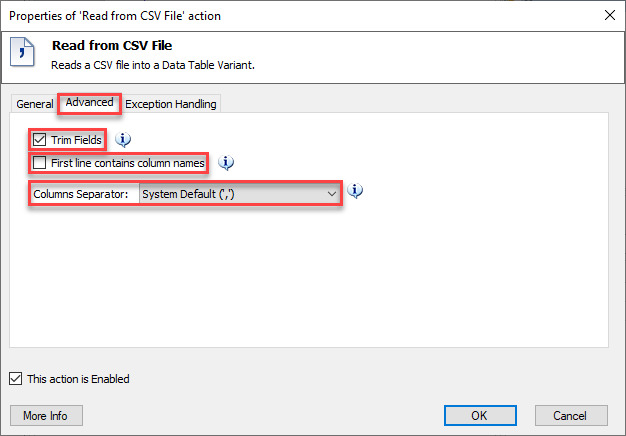 Properties of 'Read from CSV File' action
Read from CSV File
Reads a CSV file into a Data Table Variant.
General Advanced Exception Handling
Trim Fields
First line contains column names
Columns Separator: System Default (',')
This action is Enabled
More Info OK Cancel